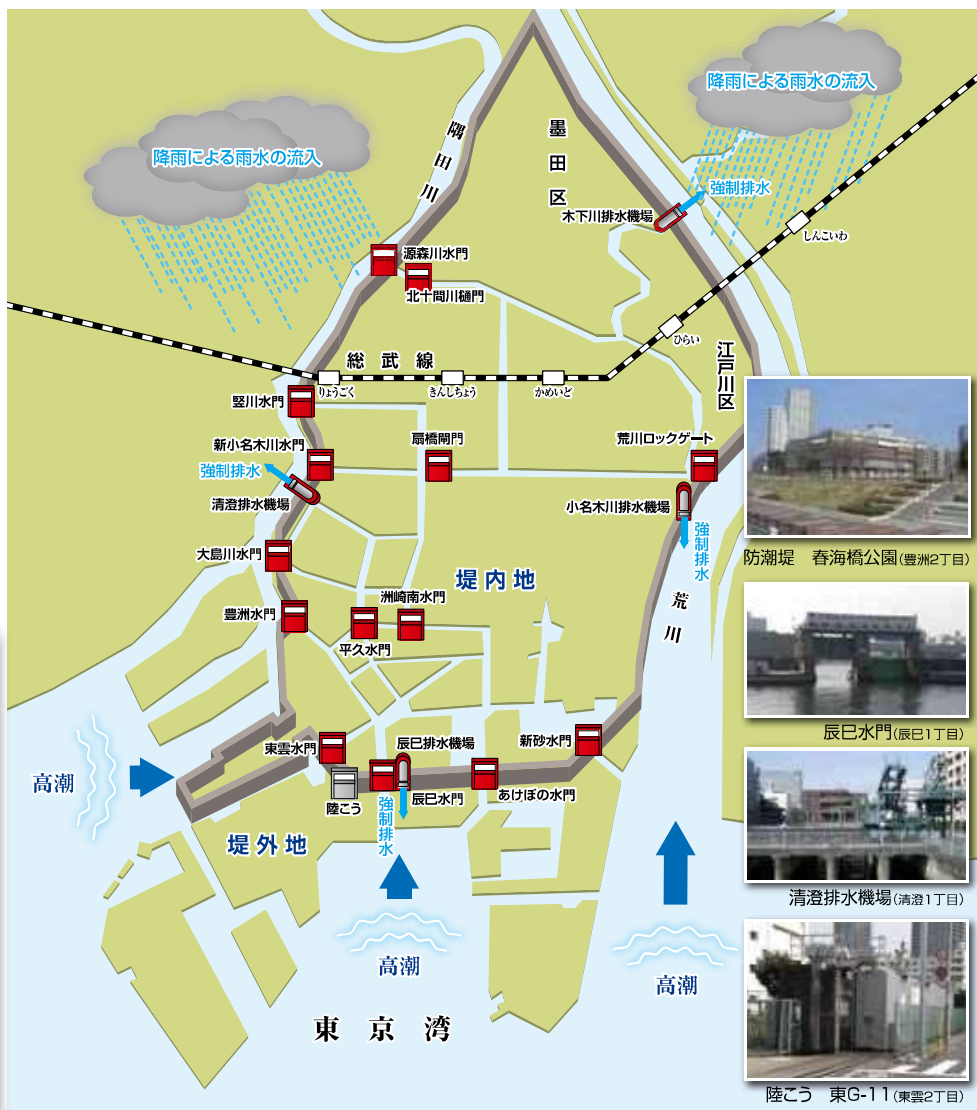 降雨による雨水の流入
降雨による雨水の流入
隅田川
墨田区
強制排水
木下川排水機場
しんこいわ
源森川水門
北十間川樋門
ひらい
総武線
江戸川区
りょうごく
きんしちょう
かめいど
竪川水門
新小名木川水門
扇橋閘門
荒川ロックゲート
強制排水
清澄排水機場
小名木川排水機場
強制排水
大島川水門
堤内地
防潮堤 春海橋公園(豊洲2丁目)
洲崎南水門
荒川
豊洲水門
平久水門
辰巳水門(辰巳1丁目)
東雲水門
辰巳排水機場
新砂水門
高潮
陸こう
辰巳水門
あけぼの水門
強制排水
堤外地
清澄排水機場(清澄1丁目)
高潮
高潮
東京湾
陸こう 東G-11(東雲2丁目)